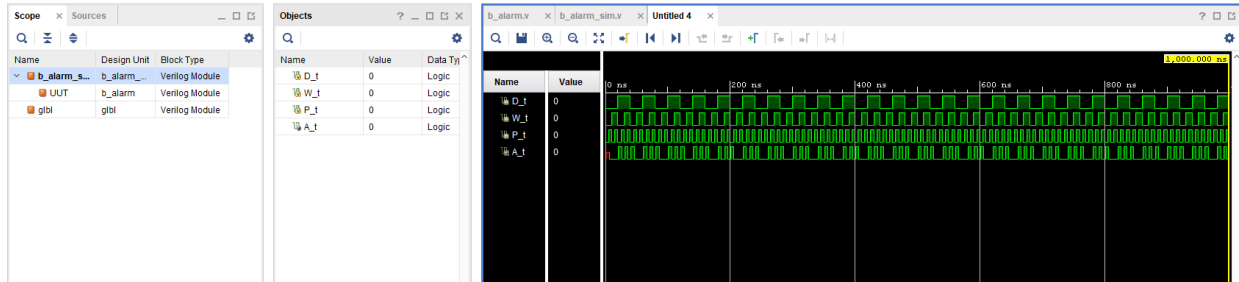 Scope × Sources
Name Design Unit Block Type
b_alarm_s... b_alarm_... Verilog Module
UUT b_alarm Verilog Module
glbl glbl Verilog Module
Objects
Name Value Data Typ
D_t 0 Logic
W_t 0 Logic
P_t 0 Logic
A_t 0 Logic
b_alarm.v × b_alarm_sim.v × Untitled 4 ×
1,000.000 ns
Name Value
0 ns 200 ns 400 ns 600 ns 800 ns
D_t 0
W_t 0
P_t 0
A_t 0